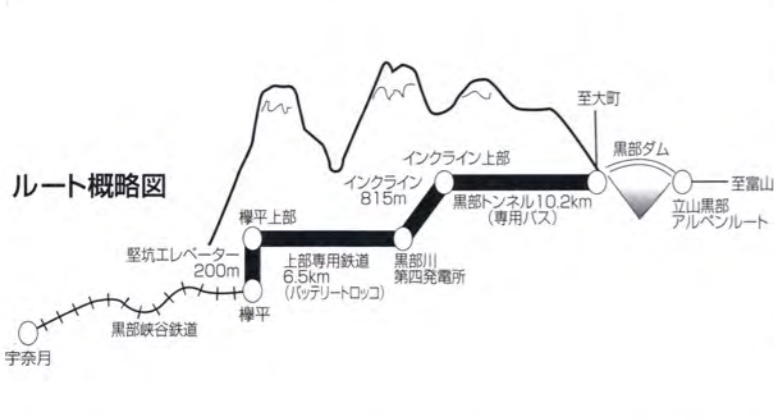 ルート概略図
至大町
黒部ダム
インクライン上部
インクライン
815m
黒部トンネル10.2km
(専用バス)
至富山
立山黒部
アルペンルート
欅平上部
竪坑エレベーター
200m
上部専用鉄道
6.5km
(バッテリートロッコ)
黒部川
第四発電所
欅平
黒部峡谷鉄道
宇奈月